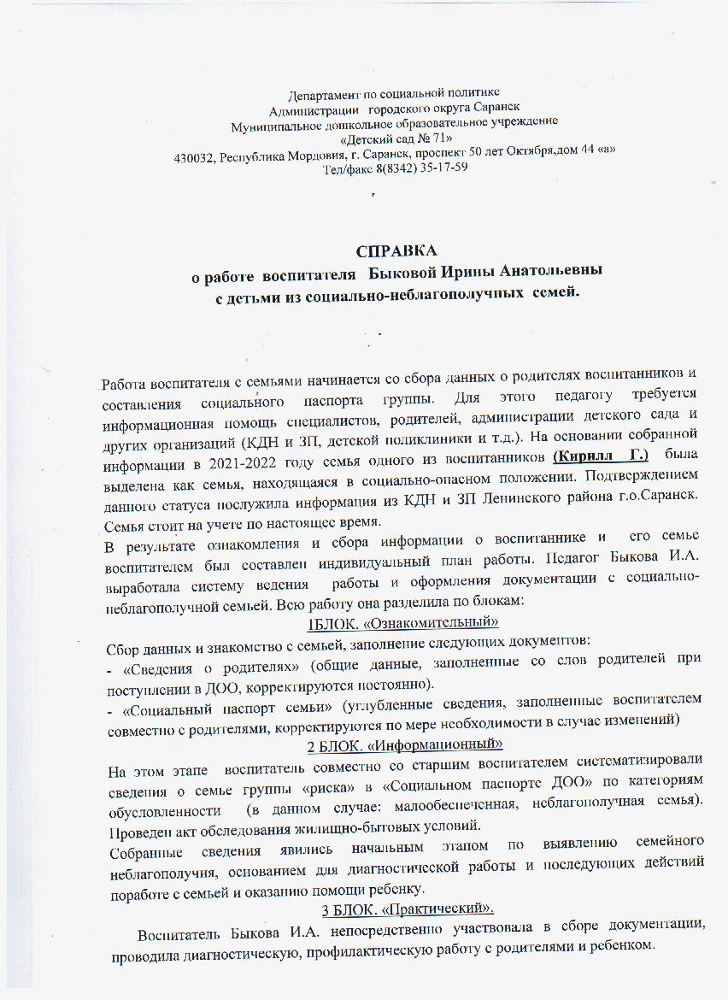 Департамент по социальной политике
Администрации городского округа Саранск
Муниципальное дошкольное образовательное учреждение
«Детский сад № 71»
430032, Республика Мордовия, г. Саранск, проспект 50 лет Октября,дом 44 «а»
Тел/факс 8(8342) 35-17-59
СПРАВКА
о работе воспитателя Быковой Ирины Анатольевны
с детьми из социально-неблагополучных семей.
Работа воспитателя с семьями начинается со сбора данных о родителях воспитанников и
составления социального паспорта группы. Для этого педагогу требуется
информационная помощь специалистов, родителей, администрации детского сада и
других организаций (КДН и ЗП, детской поликлиники и т.д.). На основании собранной
информации в 2021-2022 году семья одного из воспитанников (Кирилл Г.) была
выделена как семья, находящаяся в социально-опасном положении. Подтверждением
данного статуса послужила информация из КДН и ЗП Ленинского района г.о.Саранск.
Семья стоит на учете по настоящее время.
В результате ознакомления и сбора информации о воспитаннике и его семье
воспитателем был составлен индивидуальный план работы. Педагог Быкова И.А.
выработала систему ведения работы и оформления документации с социально-
неблагополучной семьей. Всю работу она разделила по блокам:
1БЛОК. «Ознакомительный»
Сбор данных и знакомство с семьей, заполнение следующих документов:
- «Сведения о родителях» (общие данные, заполненные со слов родителей при
поступлении в ДОО, корректируются постоянно).
- «Социальный паспорт семьи» (углубленные сведения, заполненные воспитателем
совместно с родителями, корректируются по мере необходимости в случае изменений)
2 БЛОК. «Информационный»
На этом этапе воспитатель совместно со старшим воспитателем систематизировали
сведения о семье группы «риска» в «Социальном паспорте ДОО» по категориям
обусловленности (в данном случае: малообеспеченная, неблагополучная семья).
Проведен акт обследования жилищно-бытовых условий.
Собранные сведения явились начальным этапом по выявлению семейного
неблагополучия, основанием для диагностической работы и последующих действий
поработе с семьей и оказанию помощи ребенку.
3 БЛОК. «Практический».
Воспитатель Быкова И.А. непосредственно участвовала в сборе документации,
проводила диагностическую, профилактическую работу с родителями и ребенком.